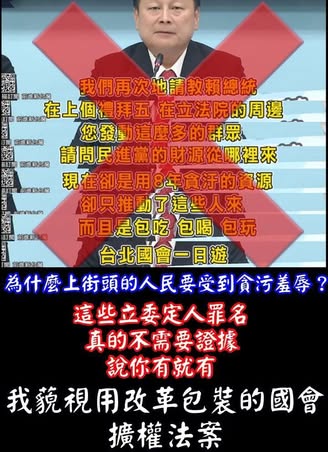 我們再次地請教賴總統
在上個禮拜五 在立法院的周邊
您發動這麼多的群眾
請問民進黨的財源從哪裡來
現在卻是用8年貪汙的資源
卻只推動了這些人來
而且是包吃 包喝 包玩
台北國會一日遊
為什麼上街頭的人民要受到貪污羞辱？
這些立委定人罪名
真的不需要證據
說你有就有
我藐視用改革包裝的國會
擴權法案